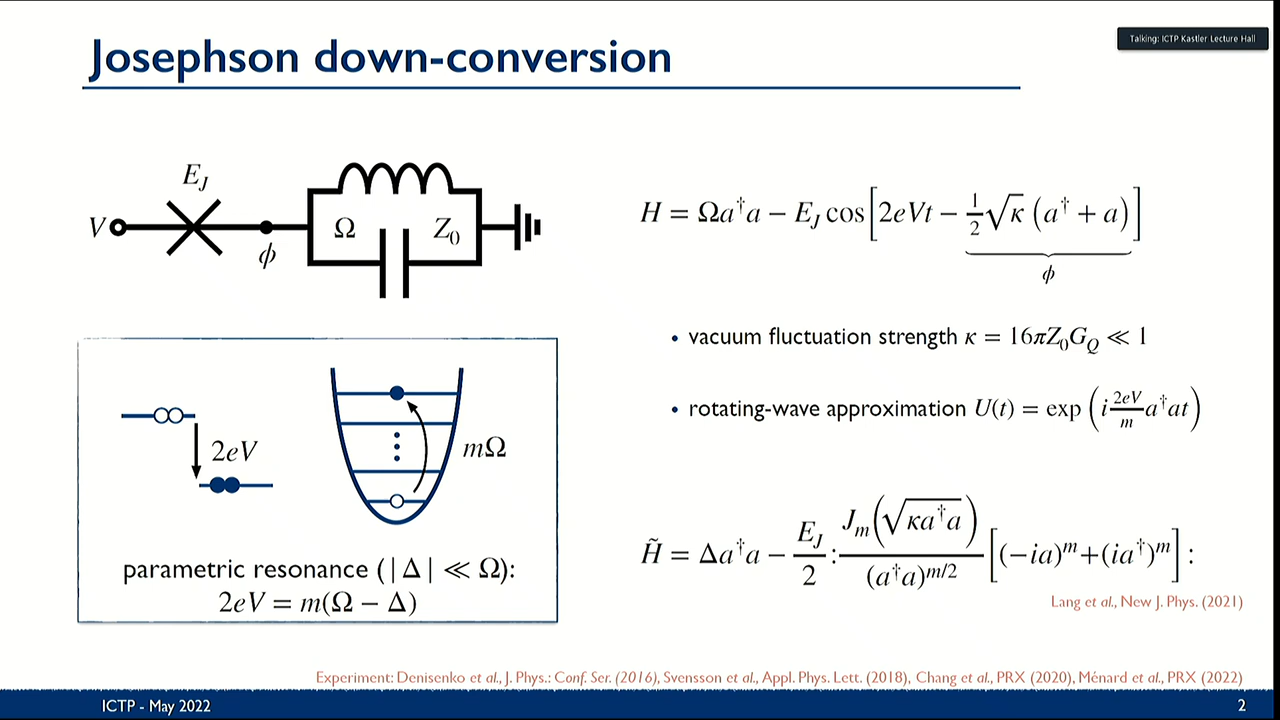 Josephson down-conversion
Talking: ICTP Kastler Lecture Hall
E_J
V
ϕ
Ω
Z_0
2eV
mΩ
parametric resonance (|Δ| ≪ Ω):
2eV = m(Ω − Δ)
H = Ωa†a − E_J cos[2eVt − ½√κ (a† + a)]
ϕ
• vacuum fluctuation strength κ = 16πZ_0G_Q ≪ 1
• rotating-wave approximation U(t) = exp(i 2eV/m a†at)
H̃ = Δa†a − E_J/2 : J_m(√(κa†a))/(a†a)^{m/2} [(−ia)^m+(ia†)^m] :
Lang et al., New J. Phys. (2021)
Experiment: Denisenko et al., J. Phys.: Conf. Ser. (2016), Svensson et al., Appl. Phys. Lett. (2018), Chang et al., PRX (2020), Ménard et al., PRX (2022)
ICTP - May 2022
2